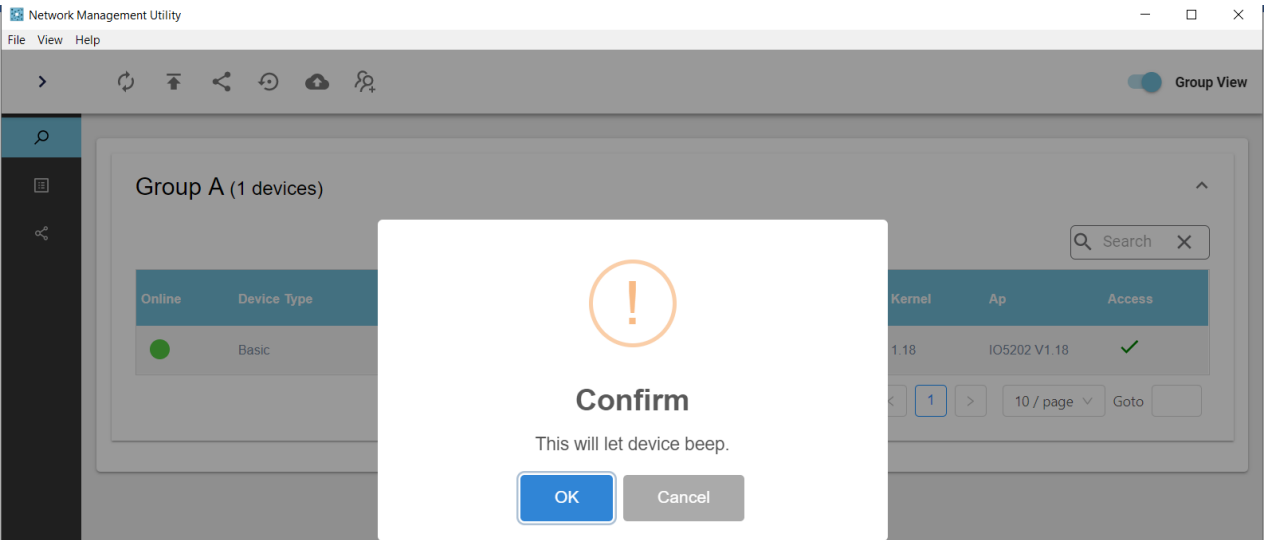 Network Management Utility
File View Help
Group View
Group A (1 devices)
Search
Online Device Type Kernel Ap Access
Basic 1.18 IO5202 V1.18
1 10 / page Goto
Confirm
This will let device beep.
OK Cancel